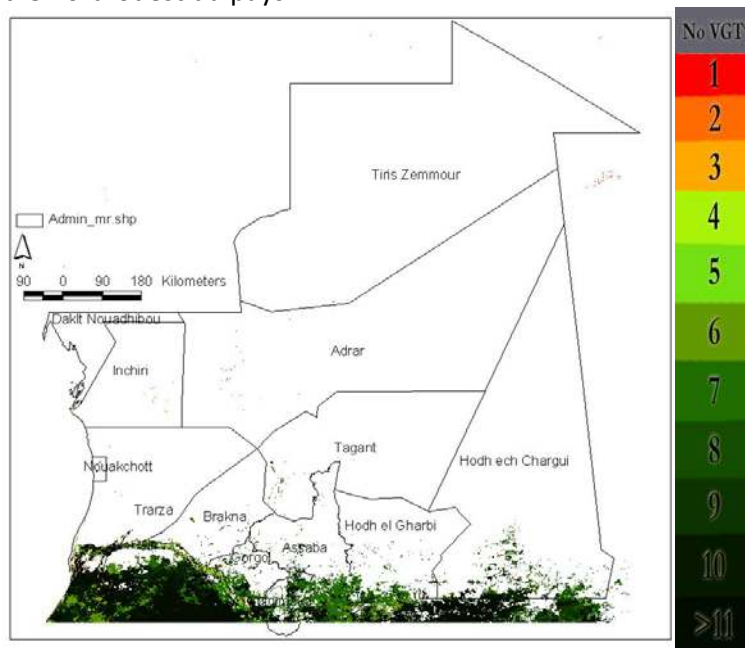 No VGT
1
2
3
4
5
6
7
8
9
10
>11
Tiris Zemmour
Admin_mr.shp
N
90 0 90 180 Kilometers
Daklt Nouadhibou
Inchiri
Adrar
Tagant
Nouakchott
Hodh ech Chargui
Trarza
Brakna
Hodh el Gharbi
Assaba
Gorgol